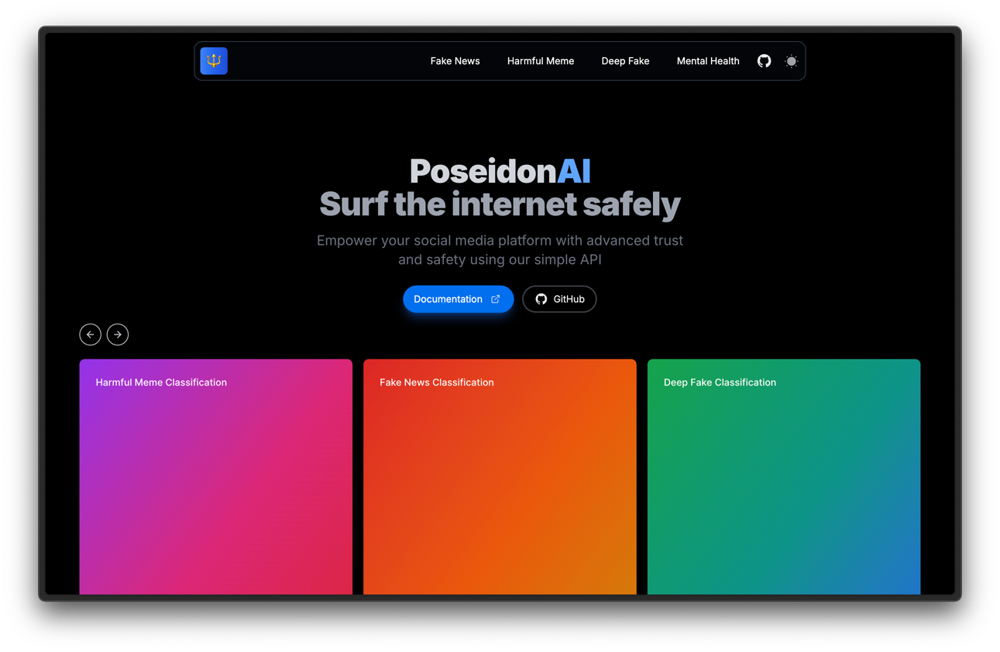 Fake News Harmful Meme Deep Fake Mental Health
PoseidonAI
Surf the internet safely
Empower your social media platform with advanced trust
and safety using our simple API
Documentation GitHub
Harmful Meme Classification Fake News Classification Deep Fake Classification